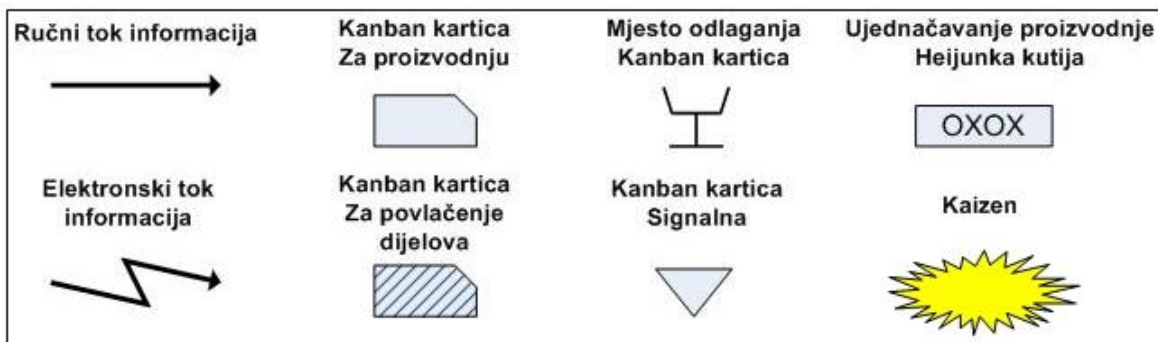 Ručni tok informacija
Kanban kartica
Za proizvodnju
Mjesto odlaganja
Kanban kartica
Ujednačavanje proizvodnje
Heijunka kutija
OXOX
Elektronski tok
informacija
Kanban kartica
Za povlačenje
dijelova
Kanban kartica
Signalna
Kaizen